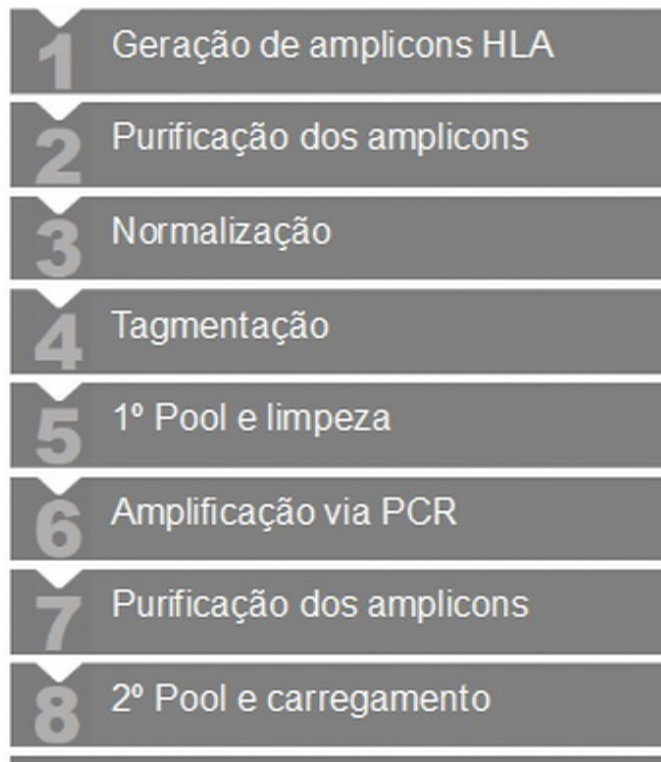 1 Geração de amplicons HLA
2 Purificação dos amplicons
3 Normalização
4 Tagmentação
5 1º Pool e limpeza
6 Amplificação via PCR
7 Purificação dos amplicons
8 2º Pool e carregamento